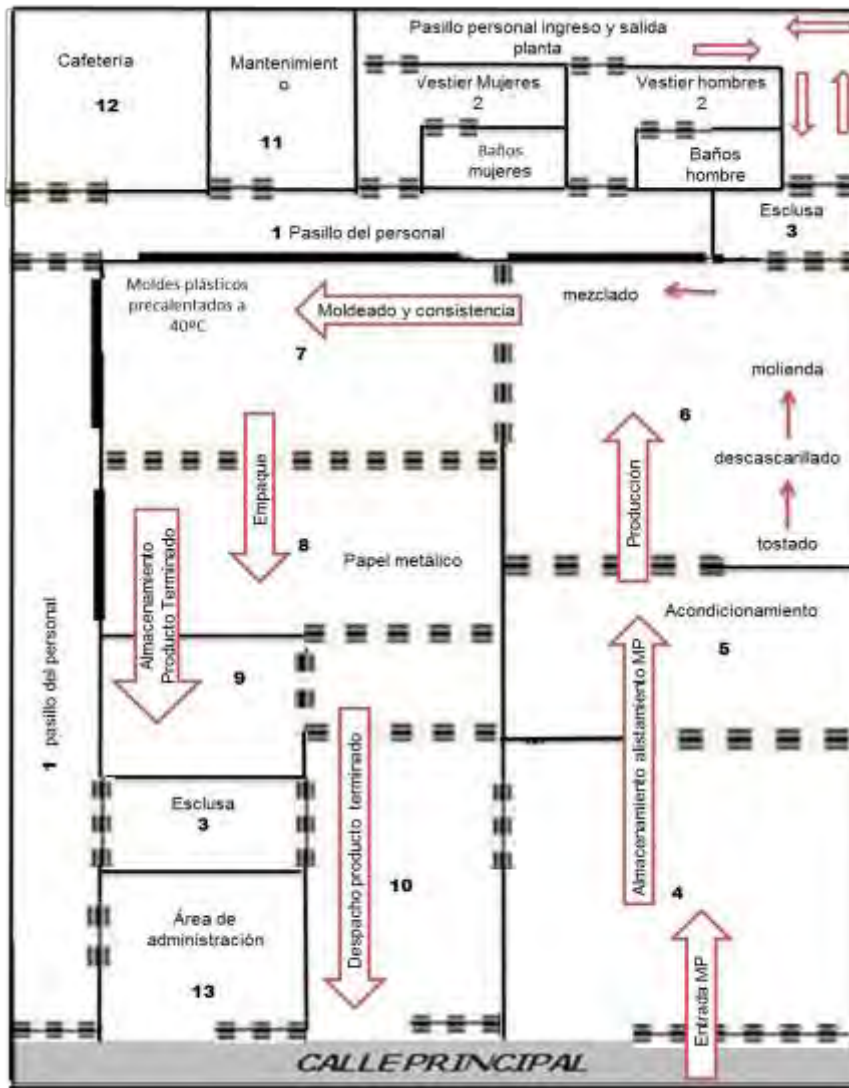 Pasillo personal ingreso y salida
planta
Cafetería
12
Mantenimient
o
11
Vestier Mujeres
2
Vestier hombres
2
Baños
mujeres
Baños
hombre
Esclusa
3
1 Pasillo del personal
Moldes plásticos
precalentados a
40ºC
Moldeado y consistencia
7
mezclado
molienda
6
descascarillado
tostado
Producción
Empaque
8
Papel metálico
Almacenamiento
Producto Terminado
9
Acondicionamiento
5
1 pasillo del personal
Esclusa
3
Almacenamiento alistamiento MP
4
Despacho producto terminado
10
Área de
administración
13
Entrada MP
CALLE PRINCIPAL